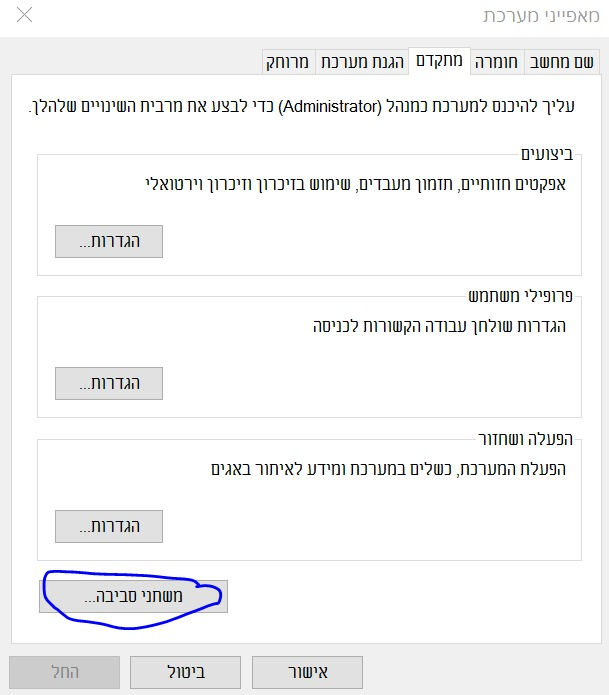 מאפייני מערכת
שם מחשב
חומרה
מתקדם
הגנת מערכת
מרוחק
עליך להיכנס למערכת כמנהל (Administrator) כדי לבצע את מרבית השינויים שלהלך.
ביצועים
אפקטים חזותיים, תזמון מעבדים, שימוש בזיכרון וזיכרון וירטואלי
הגדרות...
פרופילי משתמש
הגדרות שולחן עבודה הקשורות לכניסה
הגדרות...
הפעלה ושחזור
הפעלת המערכת, כשלים במערכת ומידע לאיתור באגים
הגדרות...
משתני סביבה...
אישור
ביטול
החל